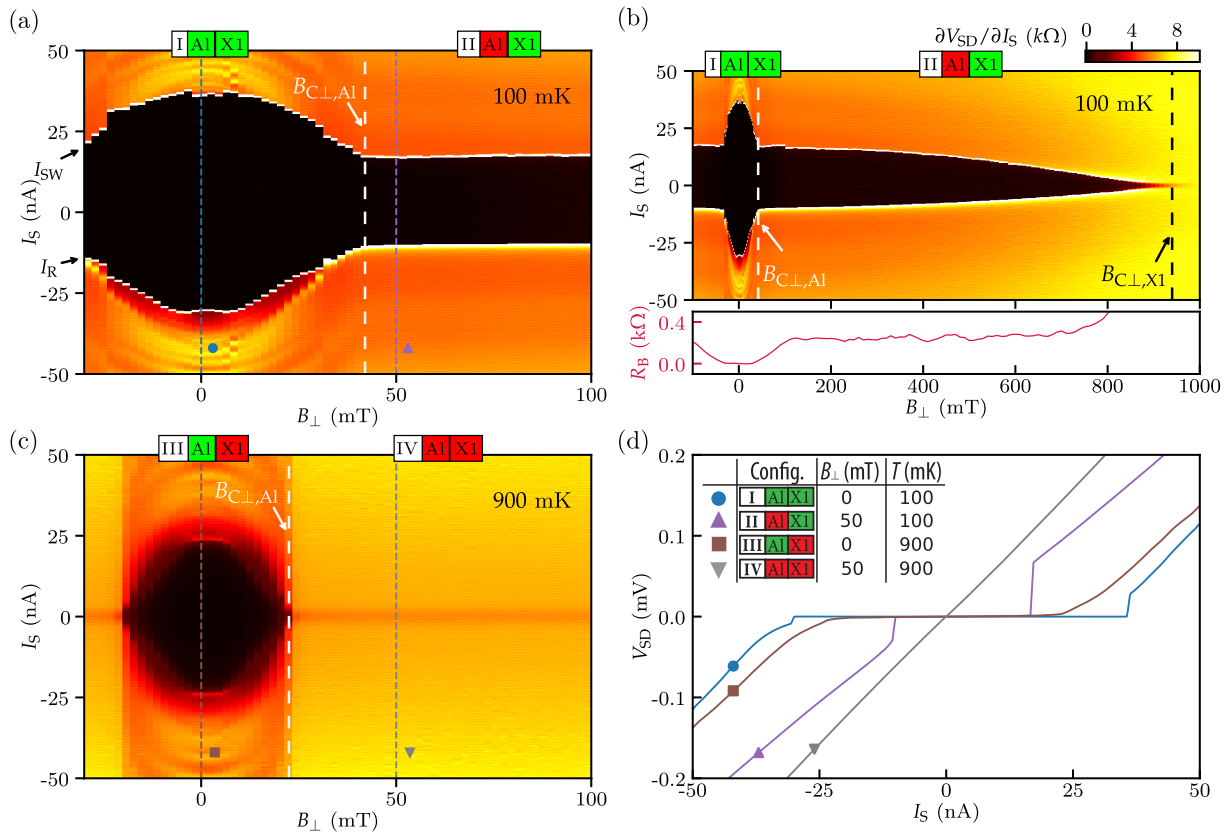 (a)
I Al X1
II Al X1
50
25
0
-25
-50
I_S (nA)
I_SW
I_R
B_C⊥,Al
100 mK
0
50
100
B_⊥ (mT)
(b)
∂V_SD/∂I_S (kΩ)
0 4 8
I Al X1
II Al X1
50
25
0
-25
-50
I_S (nA)
100 mK
B_C⊥,Al
B_C⊥,X1
0.4
0.0
R_B (kΩ)
0 200 400 600 800 1000
B_⊥ (mT)
(c)
III Al X1
IV Al X1
50
25
0
-25
-50
I_S (nA)
B_C⊥,Al
900 mK
0
50
100
B_⊥ (mT)
(d)
0.2
0.1
0.0
-0.1
-0.2
V_SD (mV)
Config. B_⊥ (mT) T (mK)
I Al X1 0 100
II Al X1 50 100
III Al X1 0 900
IV Al X1 50 900
-50 -25 0 25 50
I_S (nA)